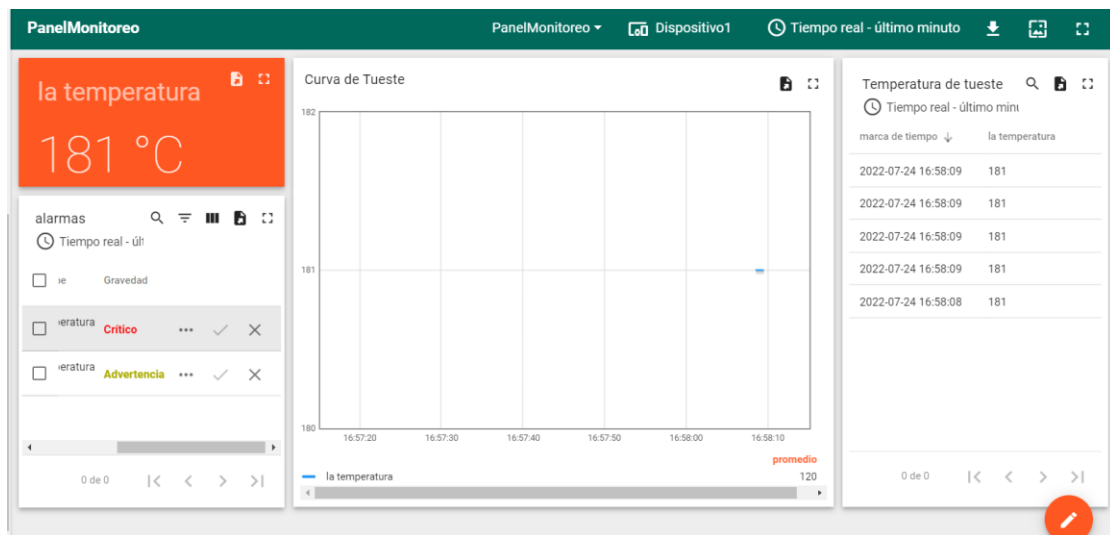 PanelMonitoreo
PanelMonitoreo
Dispositivo1
Tiempo real - último minuto
la temperatura
181 °C
alarmas
Tiempo real - últ
Gravedad
eratura Crítico
eratura Advertencia
0 de 0
Curva de Tueste
182
181
180
16:57:20 16:57:30 16:57:40 16:57:50 16:58:00 16:58:10
promedio
la temperatura 120
Temperatura de tueste
Tiempo real - último minu
marca de tiempo la temperatura
2022-07-24 16:58:09 181
2022-07-24 16:58:09 181
2022-07-24 16:58:09 181
2022-07-24 16:58:09 181
2022-07-24 16:58:08 181
0 de 0